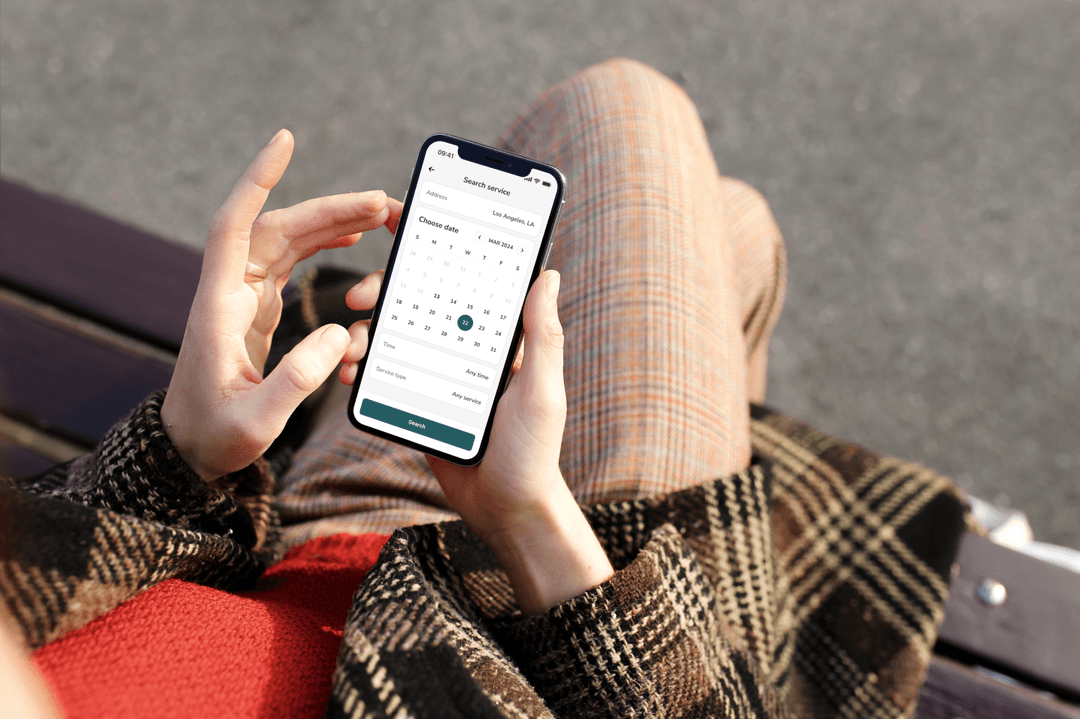 09:41
Search service
Address
Los Angeles, LA
Choose date
MAR 2024
S M T W T F S
28 29 30 31 1 2 3
4 5 6 7 8 9 10
11 12 13 14 15 16 17
18 19 20 21 22 23 24
25 26 27 28 29 30 31
Time
Any time
Service type
Any service
Search